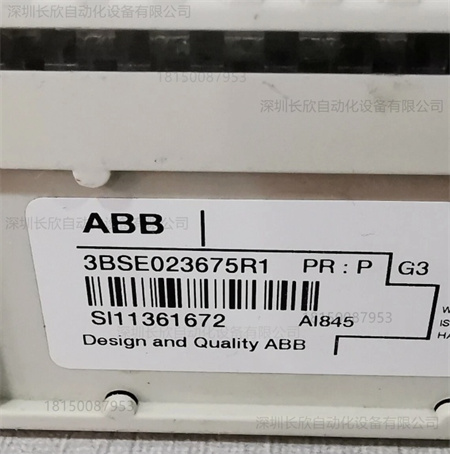 深圳长欣自动化设备有限公司
18150087953
深圳长欣自动化设备有限公司
ABB
深圳长欣自动化设备有限公司
3BSE023675R1 PR : P G3
SI11361672 AI845
18150087953
Design and Quality ABB
W
IS
HA
18150087953
深圳长欣自动化设备有限公司